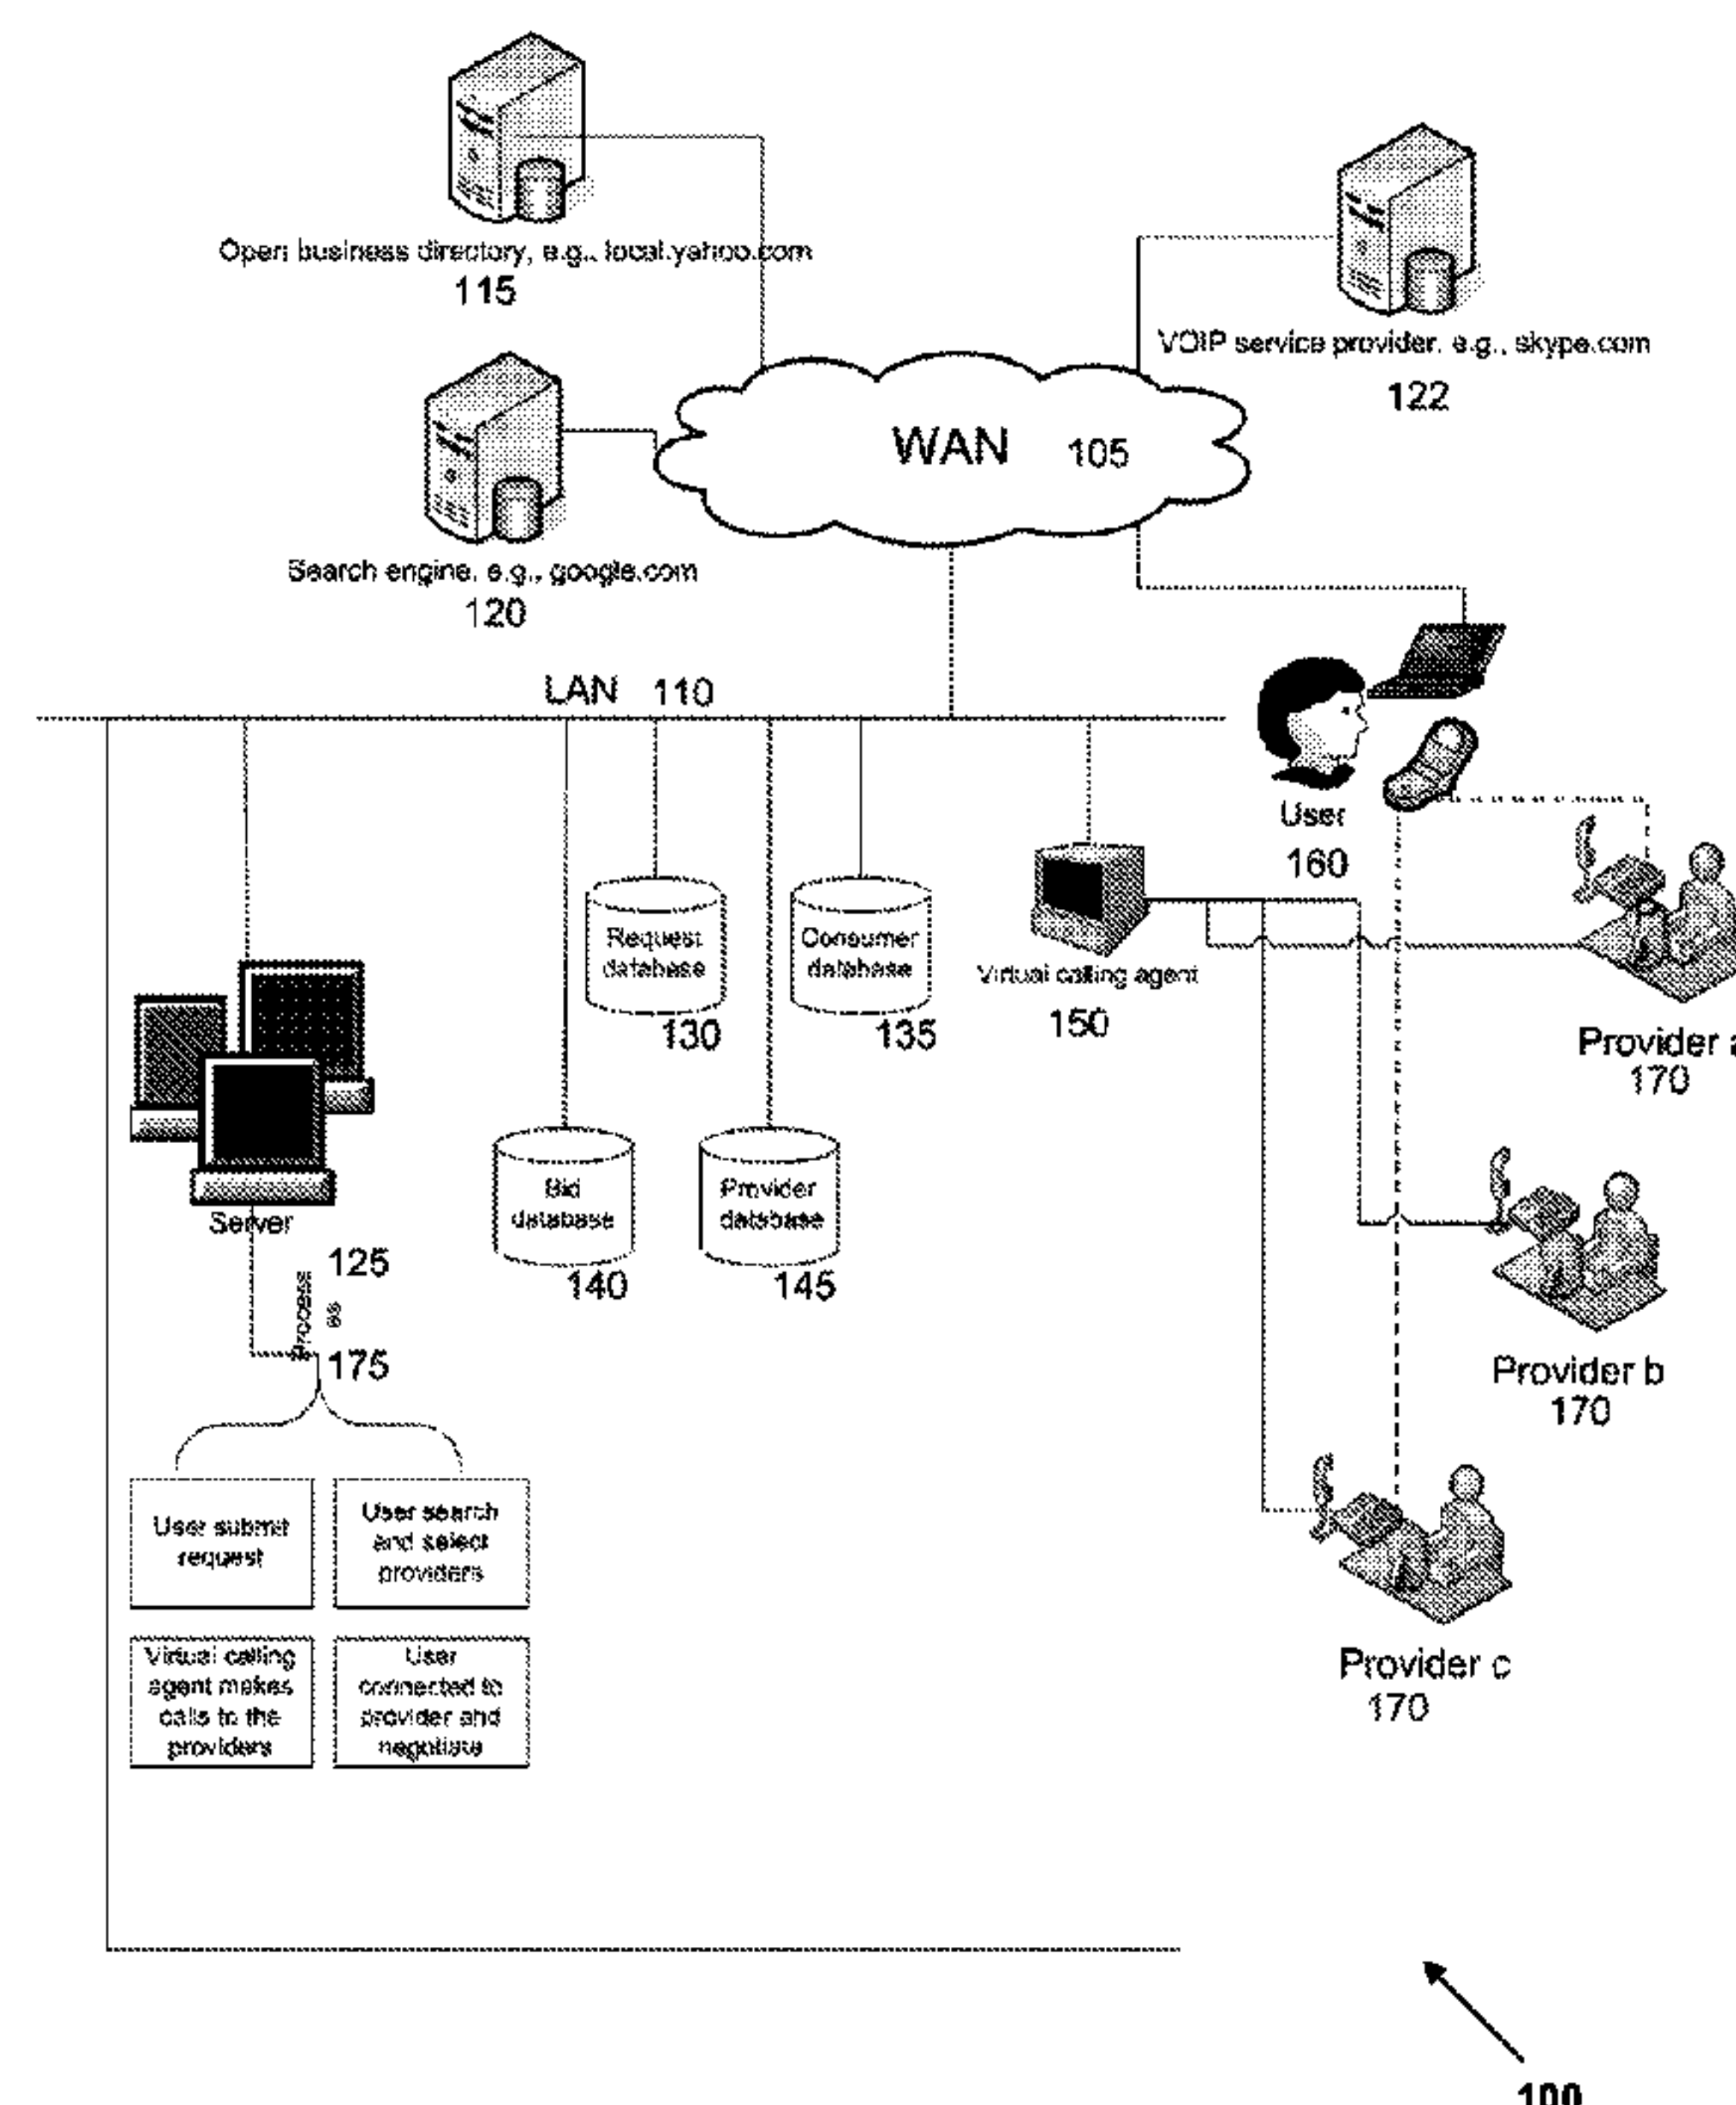 Open business directory, e.g., local.yahoo.com
115
VOIP service provider, e.g., skype.com
122
WAN 105
Search engine, e.g., google.com
120
LAN 110
User
160
Request
database
130
Consumer
database
135
Virtual calling agent
150
Provider a
170
Server
125
Process
es
175
Bid
database
140
Provider
database
145
Provider b
170
User submit
request
User search
and select
providers
Virtual calling
agent makes
calls to the
providers
User
connected to
provider and
negotiate
Provider c
170
100